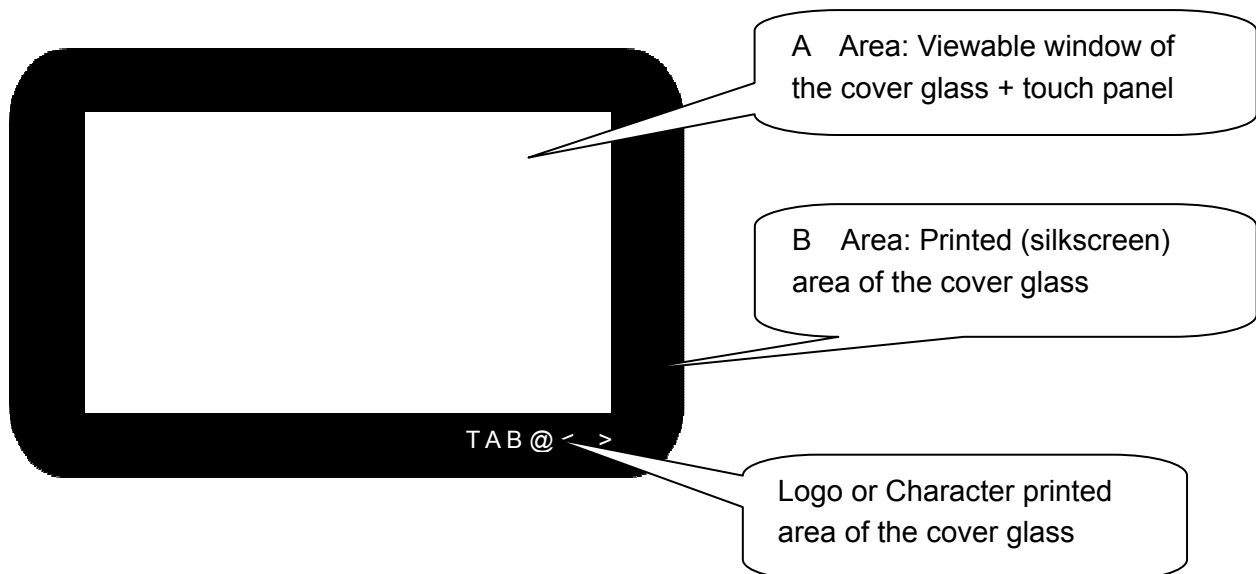 A Area: Viewable window of
the cover glass + touch panel
B Area: Printed (silkscreen)
area of the cover glass
TAB@< >
Logo or Character printed
area of the cover glass